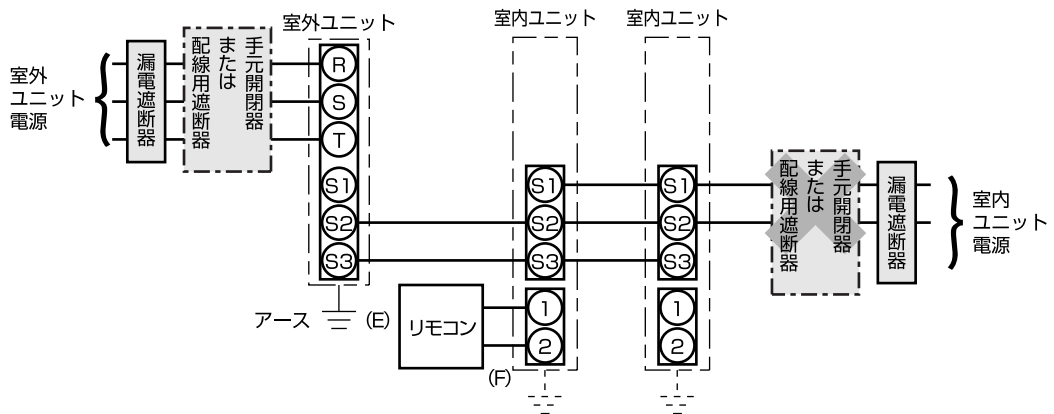 室外
ユニット
電源
漏電遮断器
手元開閉器
または
配線用遮断器
室外ユニット
R
S
T
S1
S2
S3
アース
(E)
リモコン
(F)
室内ユニット
S1
S2
S3
1
2
室内ユニット
S1
S2
S3
1
2
手元開閉器
または
配線用遮断器
漏電遮断器
室内
ユニット
電源